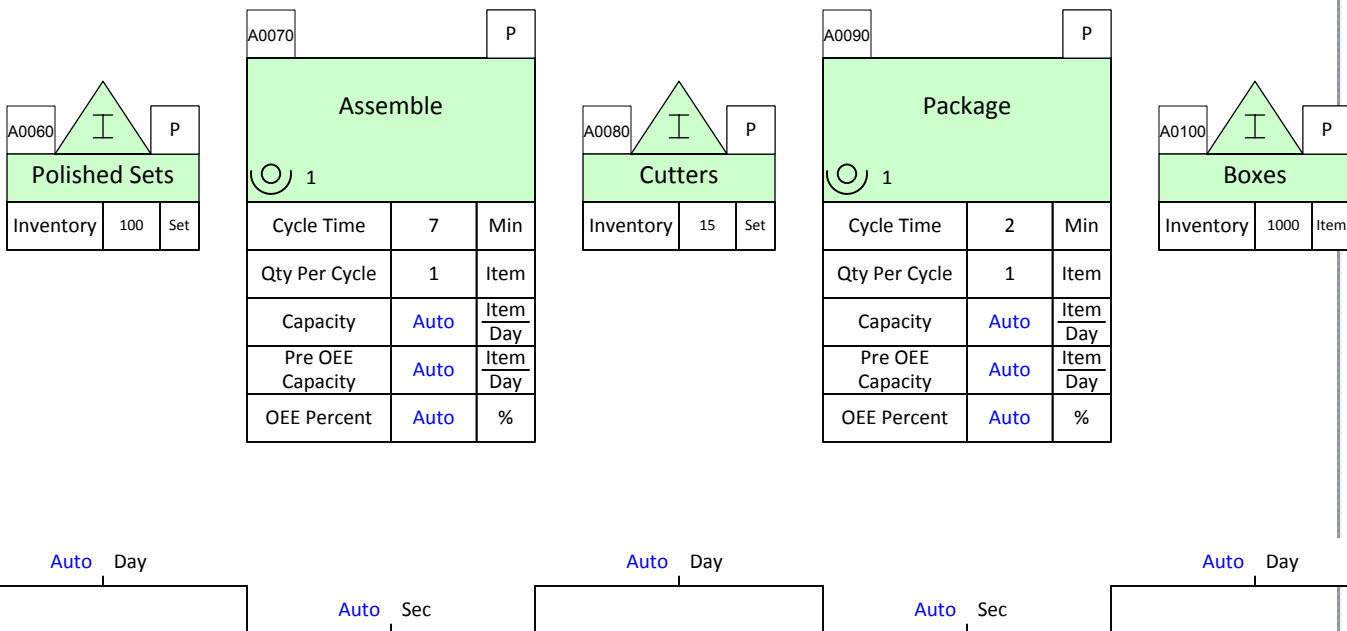 A0060
P
Polished Sets
Inventory 100 Set
A0070
P
Assemble
1
Cycle Time 7 Min
Qty Per Cycle 1 Item
Capacity Auto Item
Day
Pre OEE
Capacity Auto Item
Day
OEE Percent Auto %
A0080
P
Cutters
Inventory 15 Set
A0090
P
Package
1
Cycle Time 2 Min
Qty Per Cycle 1 Item
Capacity Auto Item
Day
Pre OEE
Capacity Auto Item
Day
OEE Percent Auto %
A0100
P
Boxes
Inventory 1000 Item
Auto Day
Auto Sec
Auto Day
Auto Sec
Auto Day